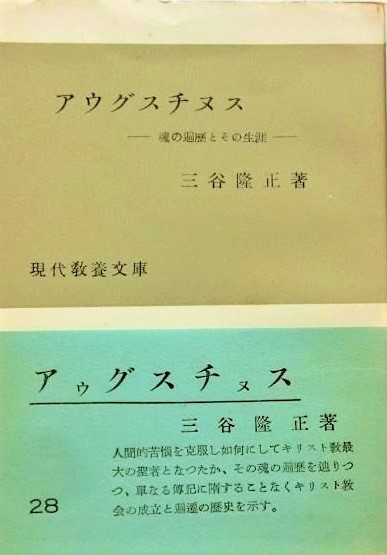 アウグスチヌス
― 魂の遍歴とその生涯 ―
三谷隆正著
現代教養文庫
アウグスチヌス
三谷隆正著
人間的苦悩を克服し如何にしてキリスト教最
大の聖者となつたか、その魂の遍歴を辿りつ
つ、單なる傳記に墮することなくキリスト教
会の成立と遍遷の歴史を示す。
28